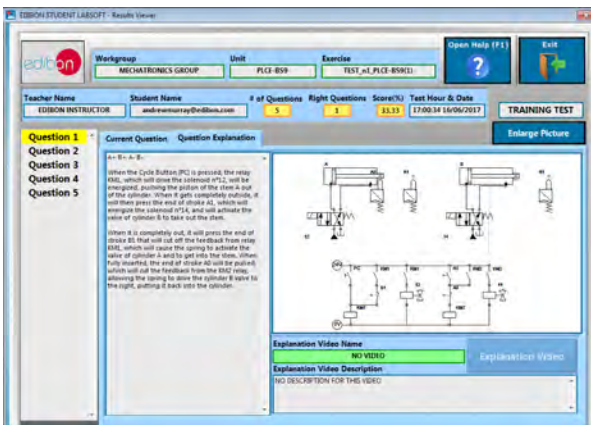 EDIBON STUDENT LABSOFT - Results Viewer
edibon
Workgroup Unit Exercise
MECHATRONICS GROUP PLCE-B59 TEST_n1_PLCE-B59(1)
Open Help (F1) Exit
Teacher Name Student Name # of Questions Right Questions Score(%) Test Hour & Date
EDIBON INSTRUCTOR andrewmurray@edibon.com 5 1 33.33 17:00:34 16/06/2017
TRAINING TEST
Enlarge Picture
Question 1
Question 2
Question 3
Question 4
Question 5
Current Question Question Explanation
A+ B+ A- B-
When the Cycle Button (PC) is pressed, the relay
KM1, which will drive the solenoid nº12, will be
energized, pushing the piston of the stem A out
of the cylinder. When it gets completely outside, it
will then press the end of stroke A1, which will
energize the solenoid nº14, and will activate the
valve of cylinder B to take out the stem.
When it is completely out, it will press the end of
stroke B1 that will cut off the feedback from relay
KM1, which will cause the spring to activate the
valve of cylinder A and to get into the stem. When
fully inserted, the end of stroke A0 will be pulled,
which will cut the feedback from the KM2 relay,
allowing the spring to drive the cylinder B valve to
the right, putting it back into the cylinder.
Explanation Video Name
NO VIDEO
Explanation Video
Explanation Video Description
NO DESCRIPTION FOR THIS VIDEO